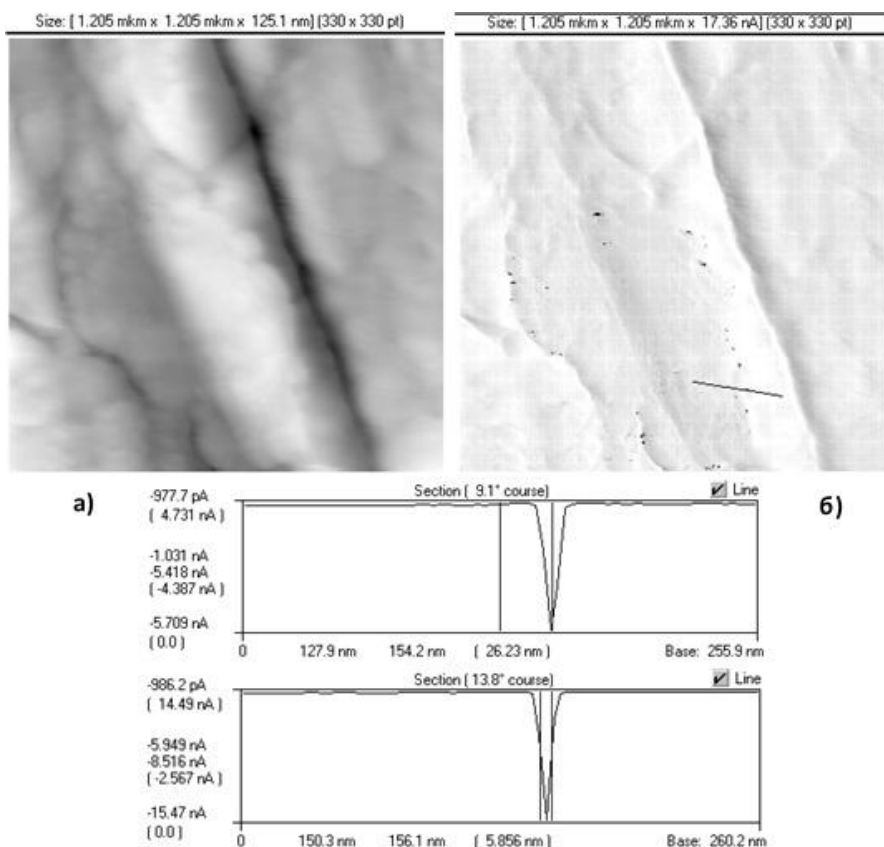 Size: [ 1.205 mkm x 1.205 mkm x 125.1 nm] (330 x 330 pt)
Size: [ 1.205 mkm x 1.205 mkm x 17.36 nA] (330 x 330 pt)
а)
б)
Section ( 9.1° course)
Line
-977.7 pA
( 4.731 nA )
-1.031 nA
-5.418 nA
( -4.387 nA )
-5.709 nA
( 0.0 )
0 127.9 nm 154.2 nm ( 26.23 nm ) Base: 255.9 nm
Section ( 13.8° course)
Line
-986.2 pA
( 14.49 nA )
-5.949 nA
-8.516 nA
( -2.567 nA )
-15.47 nA
( 0.0 )
0 150.3 nm 156.1 nm ( 5.856 nm ) Base: 260.2 nm